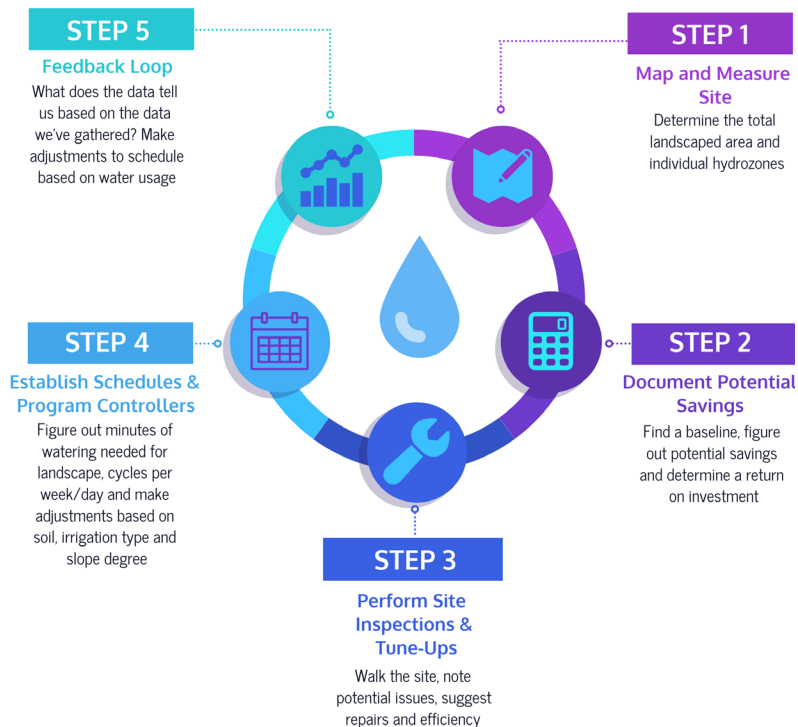 STEP 1
Map and Measure
Site
Determine the total
landscaped area and
individual hydrozones
STEP 2
Document Potential
Savings
Find a baseline, figure
out potential savings
and determine a return
on investment
STEP 3
Perform Site
Inspections &
Tune-Ups
Walk the site, note
potential issues, suggest
repairs and efficiency
STEP 4
Establish Schedules &
Program Controllers
Figure out minutes of
watering needed for
landscape, cycles per
week/day and make
adjustments based on
soil, irrigation type and
slope degree
STEP 5
Feedback Loop
What does the data tell
us based on the data
we've gathered? Make
adjustments to schedule
based on water usage